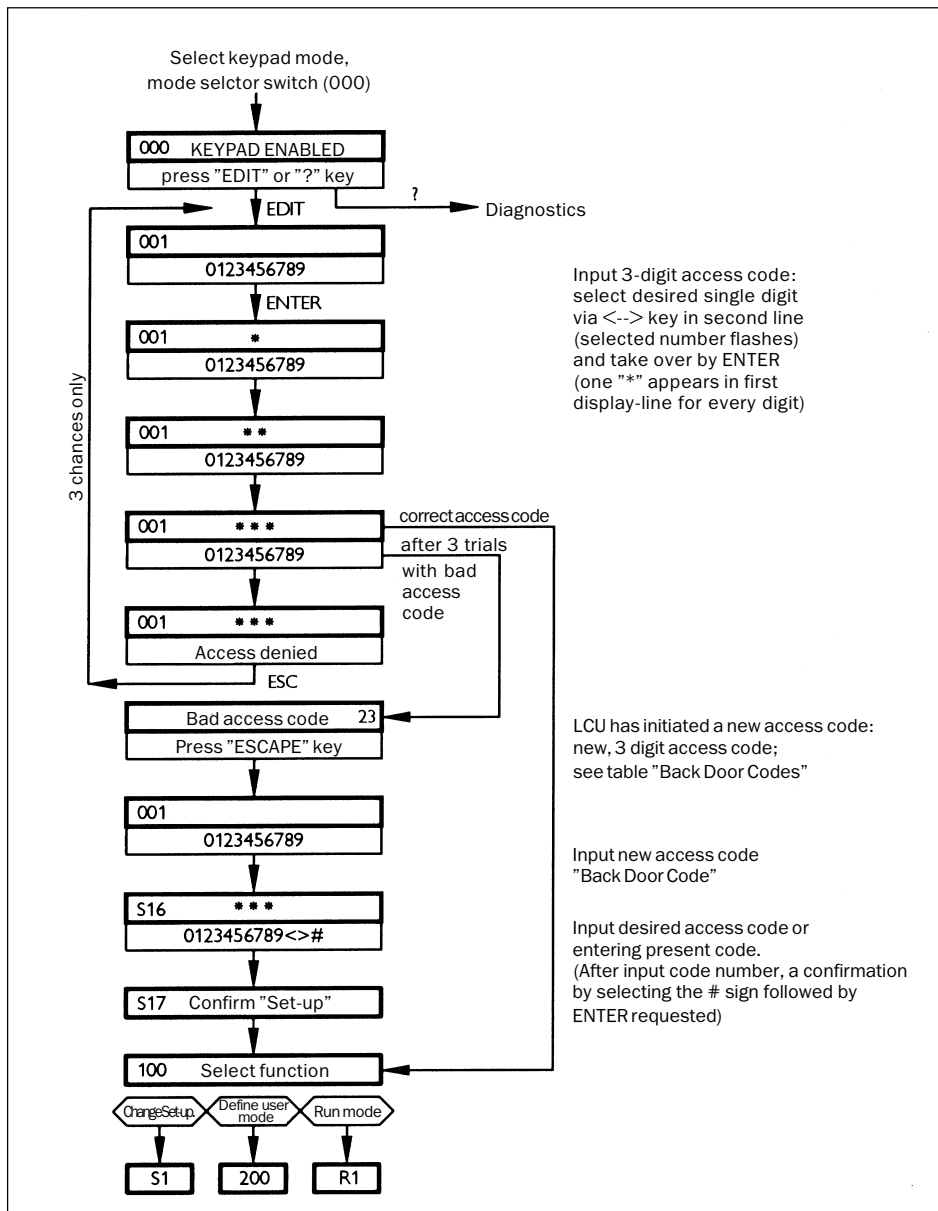 Select keypad mode,
mode selctor switch (000)
000 KEYPAD ENABLED
press "EDIT" or "?" key
?
EDIT
Diagnostics
001
0123456789
ENTER
Input 3-digit access code:
select desired single digit
via <--> key in second line
(selected number flashes)
and take over by ENTER
(one "*" appears in first
display-line for every digit)
001 *
0123456789
3 chances only
001 **
0123456789
001 ***
0123456789
correct access code
after 3 trials
with bad
access
code
001 ***
Access denied
ESC
Bad access code 23
Press "ESCAPE" key
LCU has initiated a new access code:
new, 3 digit access code;
see table "Back Door Codes"
001
0123456789
Input new access code
"Back Door Code"
S16 ***
0123456789<>#
Input desired access code or
entering present code.
(After input code number, a confirmation
by selecting the # sign followed by
ENTER requested)
S17 Confirm "Set-up"
100 Select function
Change Set-up.
Define user
mode
Run mode
S1
200
R1